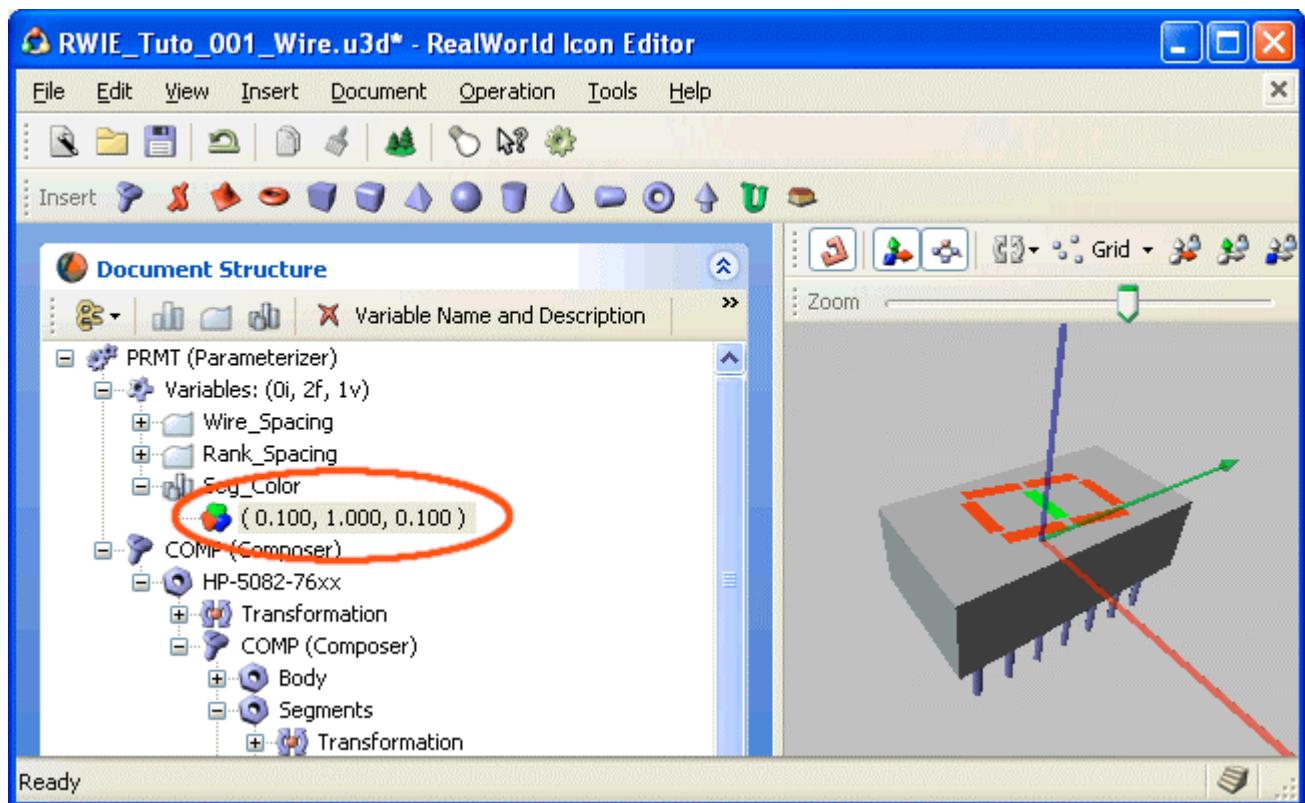 RWIE_Tuto_001_Wire.u3d* - RealWorld Icon Editor
File Edit View Insert Document Operation Tools Help
Insert
Document Structure
Grid
Variable Name and Description
Zoom
PRMT (Parameterizer)
Variables: (0i, 2f, 1v)
Wire_Spacing
Rank_Spacing
Seg_Color
( 0.100, 1.000, 0.100 )
COMP (Composer)
HP-5082-76xx
Transformation
COMP (Composer)
Body
Segments
Transformation
Ready